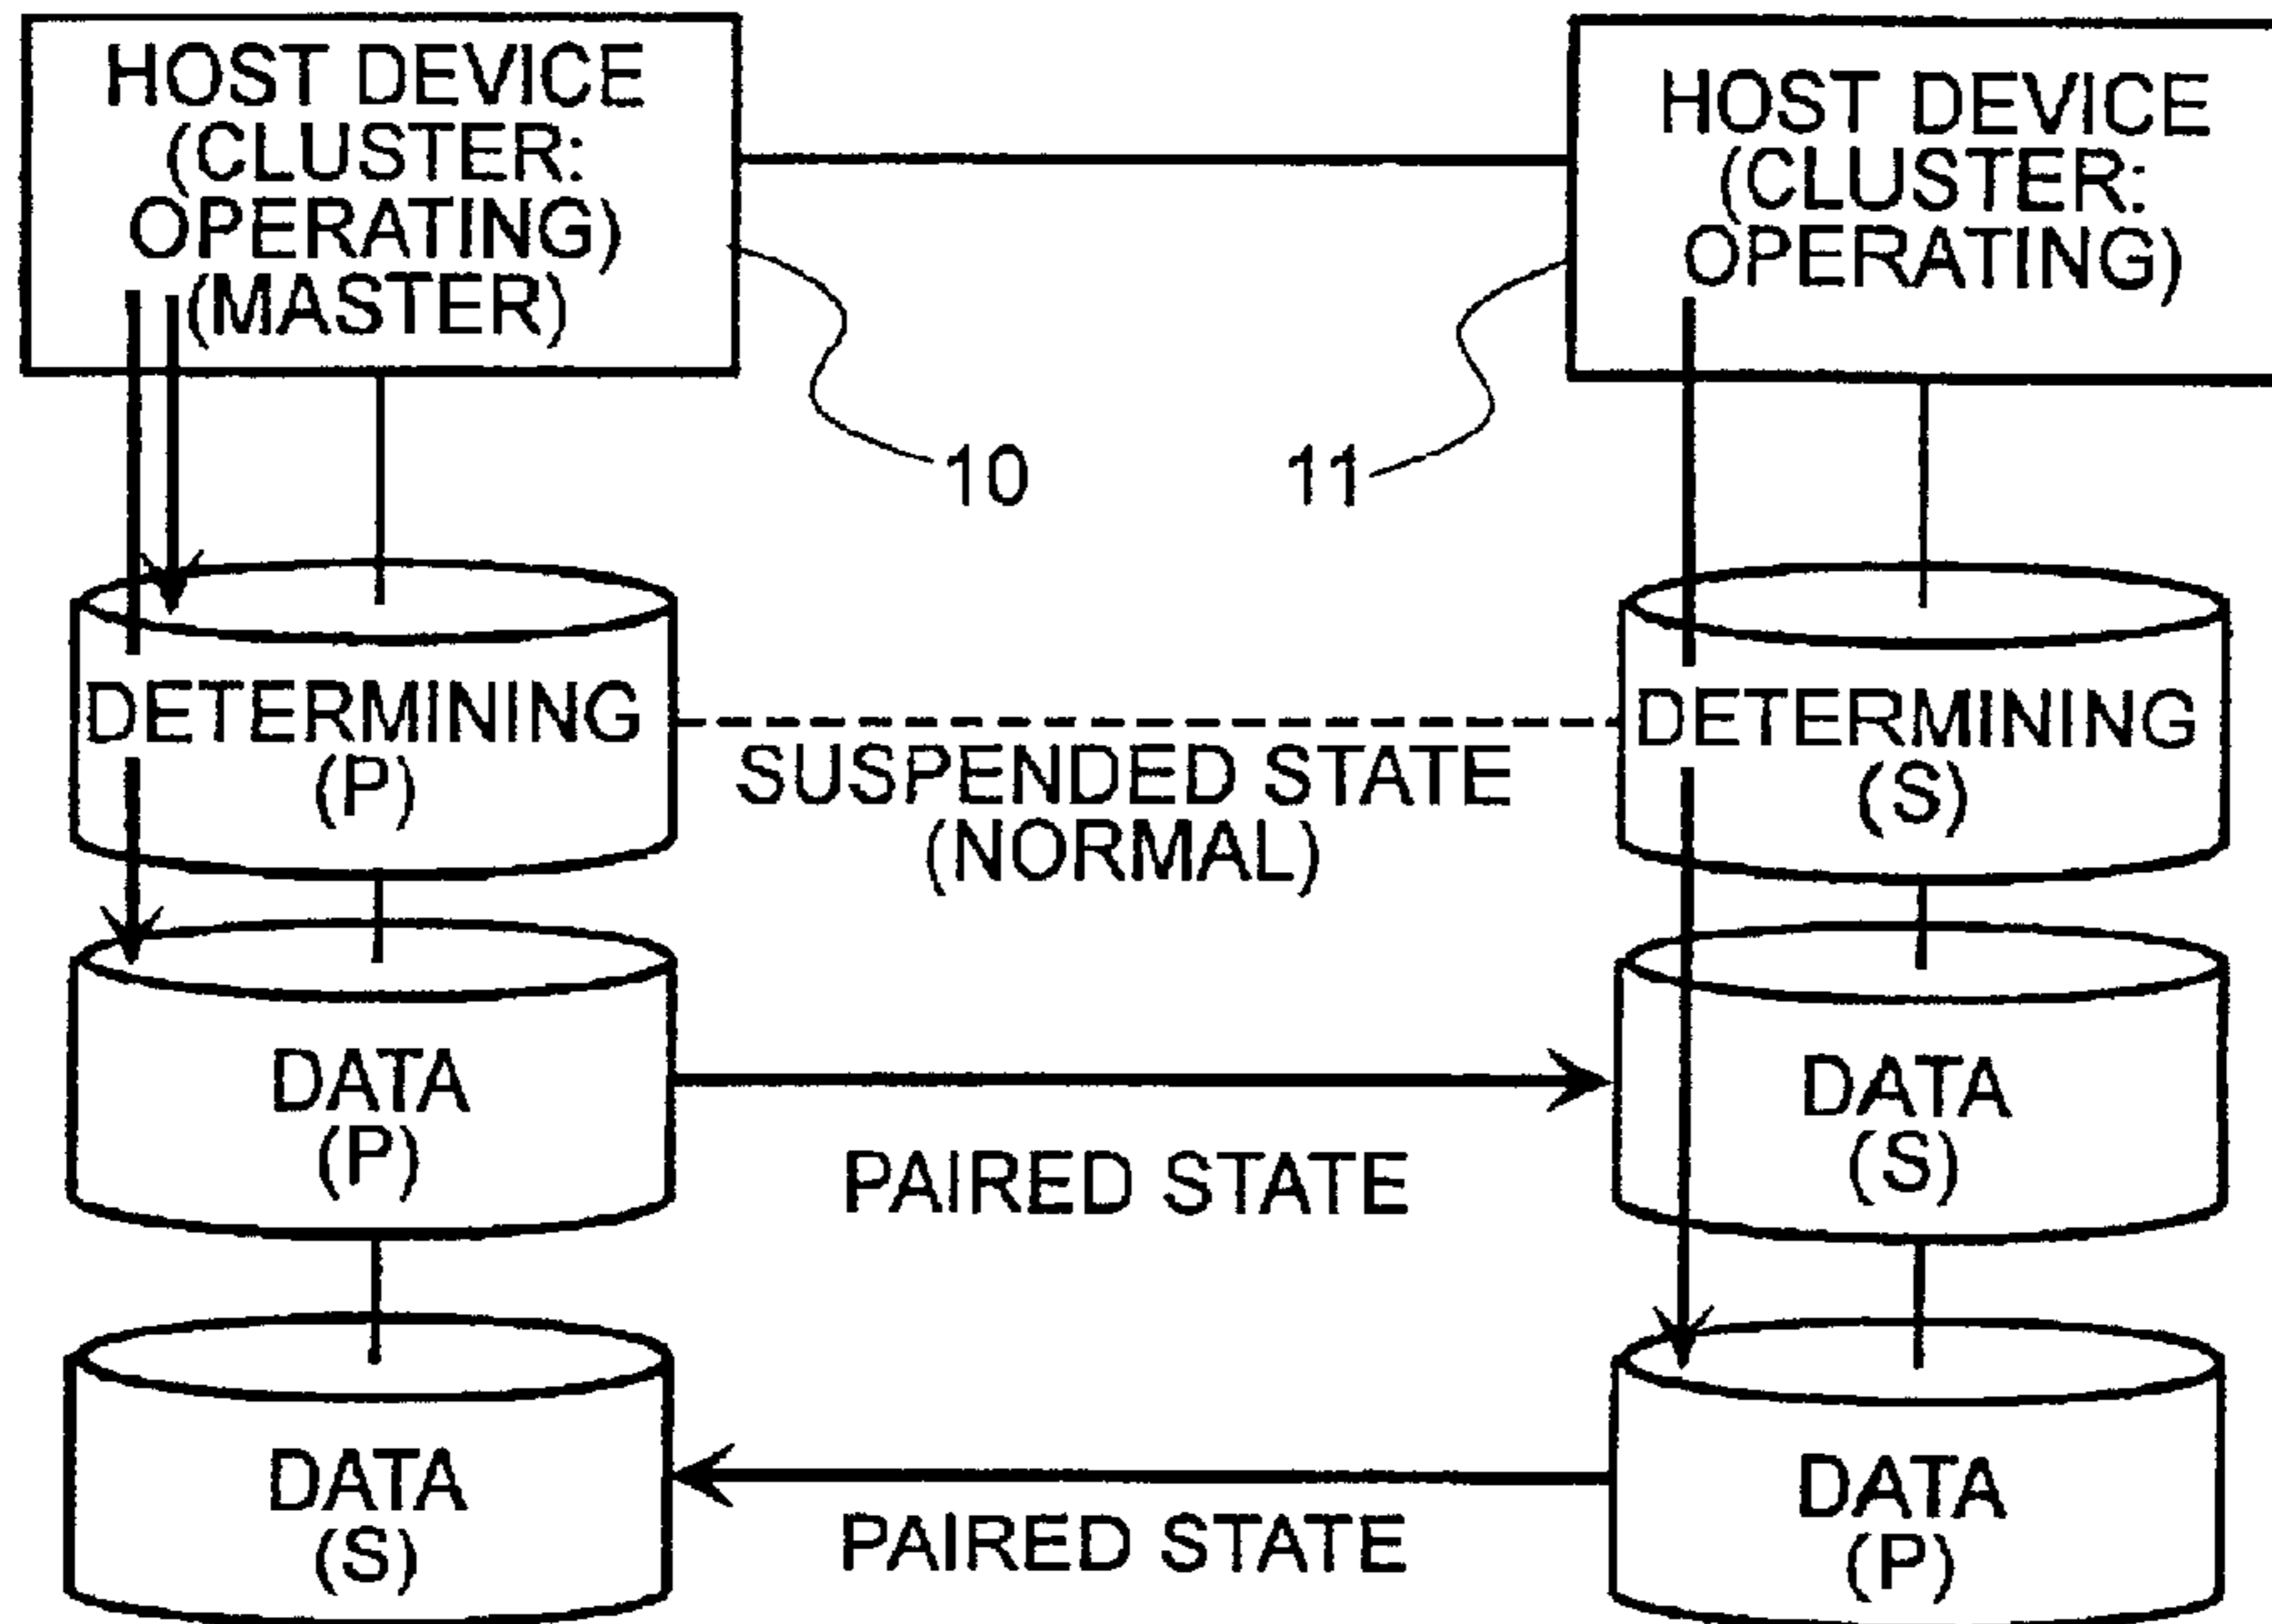 HOST DEVICE
(CLUSTER:
OPERATING)
(MASTER)
HOST DEVICE
(CLUSTER:
OPERATING)
10
11
DETERMINING
(P)
SUSPENDED STATE
(NORMAL)
DETERMINING
(S)
DATA
(P)
PAIRED STATE
DATA
(S)
DATA
(S)
PAIRED STATE
DATA
(P)